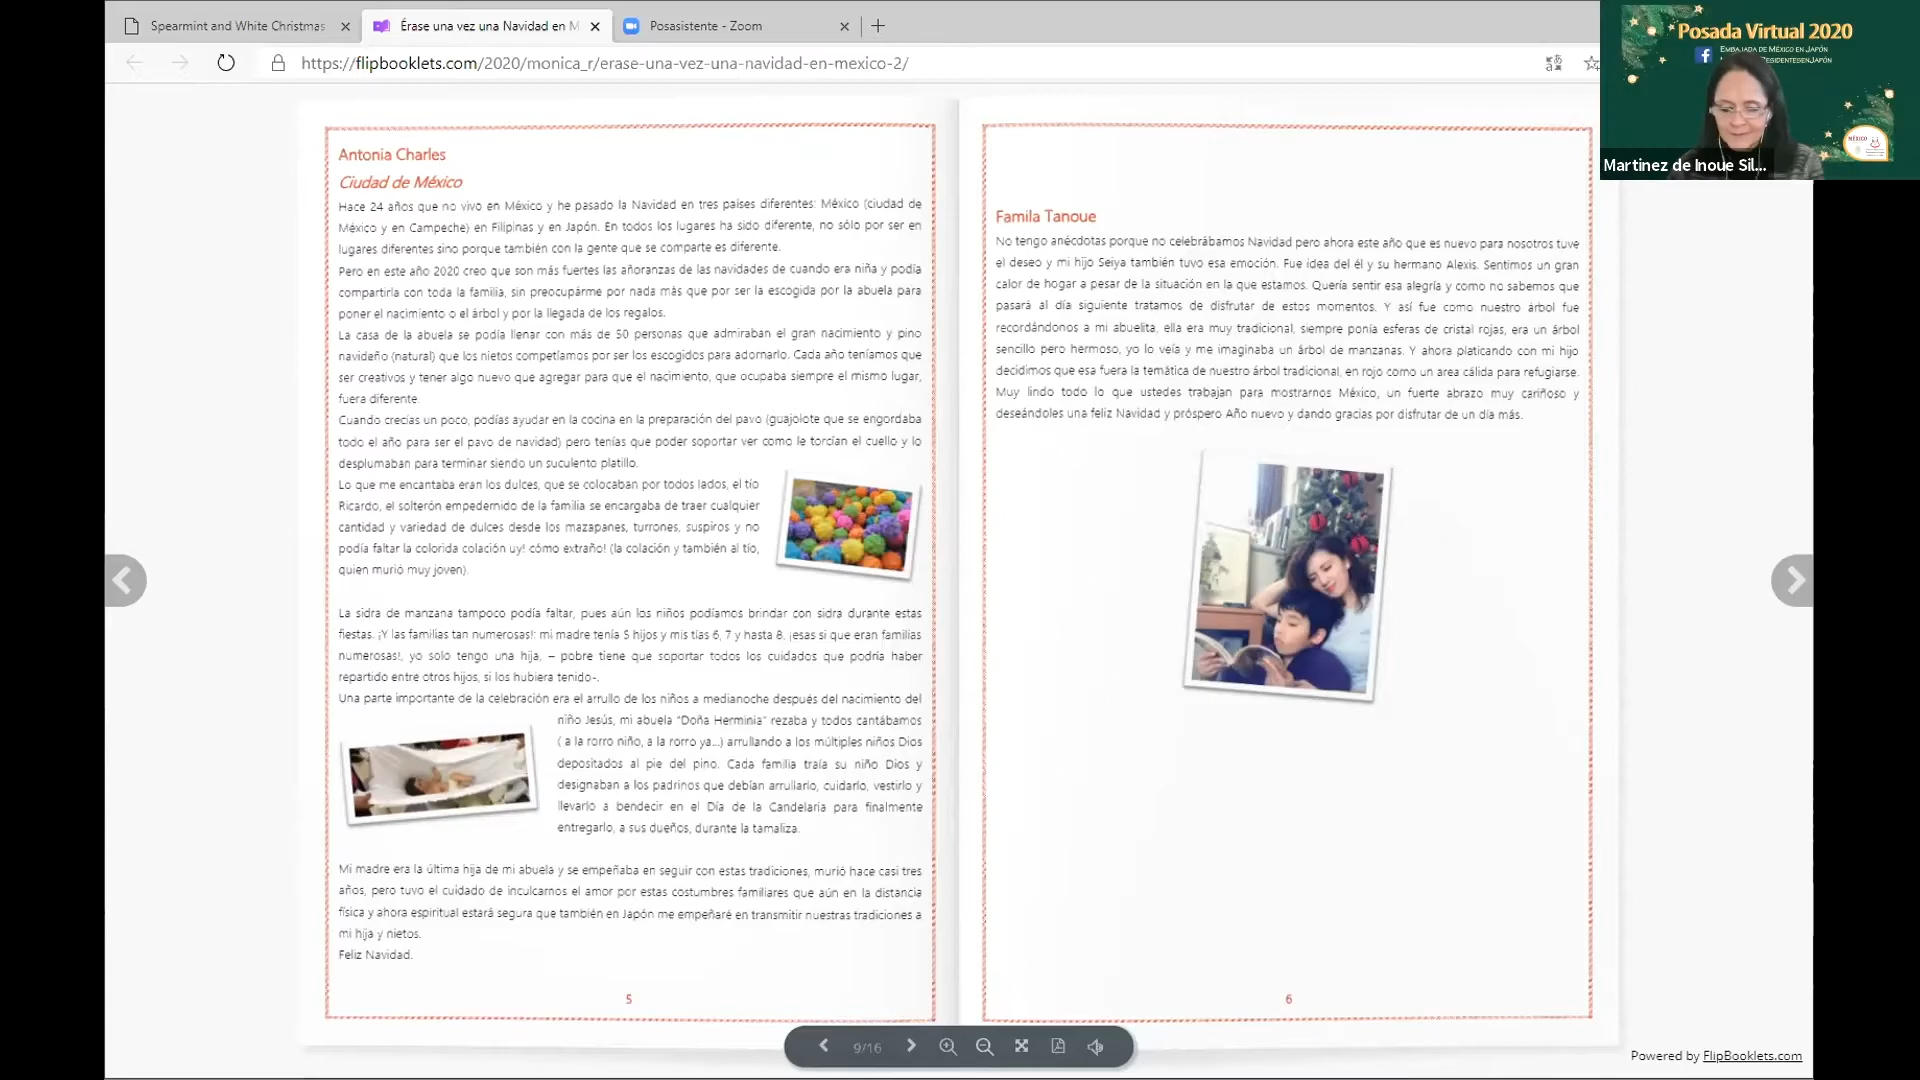 Spearmint and White Christmas
Érase una vez una Navidad en M
Posasistente - Zoom
https://flipbooklets.com/2020/monica_r/erase-una-vez-una-navidad-en-mexico-2/
Posada Virtual 2020
EMBAJADA DE MÉXICO EN JAPÓN
RESIDENTESENJAPÓN
MÉXICO
Martinez de Inoue Sil...
Antonia Charles
Ciudad de México
Hace 24 años que no vivo en México y he pasado la Navidad en tres países diferentes: México (ciudad de
México y en Campeche) en Filipinas y en Japón. En todos los lugares ha sido diferente, no sólo por ser en
lugares diferentes sino porque también con la gente que se comparte es diferente.
Pero en este año 2020 creo que son más fuertes las añoranzas de las navidades de cuando era niña y podía
compartirla con toda la familia, sin preocupárme por nada más que por ser la escogida por la abuela para
poner el nacimiento o el árbol y por la llegada de los regalos.
La casa de la abuela se podía llenar con más de 50 personas que admiraban el gran nacimiento y pino
navideño (natural) que los nietos competíamos por ser los escogidos para adornarlo. Cada año teníamos que
ser creativos y tener algo nuevo que agregar para que el nacimiento, que ocupaba siempre el mismo lugar,
fuera diferente.
Cuando crecías un poco, podías ayudar en la cocina en la preparación del pavo (guajolote que se engordaba
todo el año para ser el pavo de navidad) pero tenías que poder soportar ver como le torcían el cuello y lo
desplumaban para terminar siendo un suculento platillo.
Lo que me encantaba eran los dulces, que se colocaban por todos lados, el tío
Ricardo, el solterón empedernido de la familia se encargaba de traer cualquier
cantidad y variedad de dulces desde los mazapanes, turrones, suspiros y no
podía faltar la colorida colación uy! cómo extraño! (la colación y también al tío,
quien murió muy joven).
La sidra de manzana tampoco podía faltar, pues aún los niños podíamos brindar con sidra durante estas
fiestas. ¡Y las familias tan numerosas!: mi madre tenía 5 hijos y mis tías 6, 7 y hasta 8. ¡esas si que eran familias
numerosas!, yo solo tengo una hija, – pobre tiene que soportar todos los cuidados que podría haber
repartido entre otros hijos, si los hubiera tenido-.
Una parte importante de la celebración era el arrullo de los niños a medianoche después del nacimiento del
niño Jesús, mi abuela "Doña Herminia" rezaba y todos cantábamos
( a la rorro niño, a la rorro ya...) arrullando a los múltiples niños Dios
depositados al pie del pino. Cada familia traía su niño Dios y
designaban a los padrinos que debían arrullarlo, cuidarlo, vestirlo y
llevarlo a bendecir en el Día de la Candelaria para finalmente
entregarlo, a sus dueños, durante la tamaliza.
Mi madre era la última hija de mi abuela y se empeñaba en seguir con estas tradiciones, murió hace casi tres
años, pero tuvo el cuidado de inculcarnos el amor por estas costumbres familiares que aún en la distancia
física y ahora espiritual estará segura que también en Japón me empeñaré en transmitir nuestras tradiciones a
mi hija y nietos.
Feliz Navidad.
5
Famila Tanoue
No tengo anécdotas porque no celebrábamos Navidad pero ahora este año que es nuevo para nosotros tuve
el deseo y mi hijo Seiya también tuvo esa emoción. Fue idea del él y su hermano Alexis. Sentimos un gran
calor de hogar a pesar de la situación en la que estamos. Quería sentir esa alegría y como no sabemos que
pasará al día siguiente tratamos de disfrutar de estos momentos. Y así fue como nuestro árbol fue
recordándonos a mi abuelita, ella era muy tradicional, siempre ponía esferas de cristal rojas, era un árbol
sencillo pero hermoso, yo lo veía y me imaginaba un árbol de manzanas. Y ahora platicando con mi hijo
decidimos que esa fuera la temática de nuestro árbol tradicional, en rojo como un area cálida para refugiarse.
Muy lindo todo lo que ustedes trabajan para mostrarnos México, un fuerte abrazo muy cariñoso y
deseándoles una feliz Navidad y próspero Año nuevo y dando gracias por disfrutar de un día más.
6
9/16
Powered by FlipBooklets.com